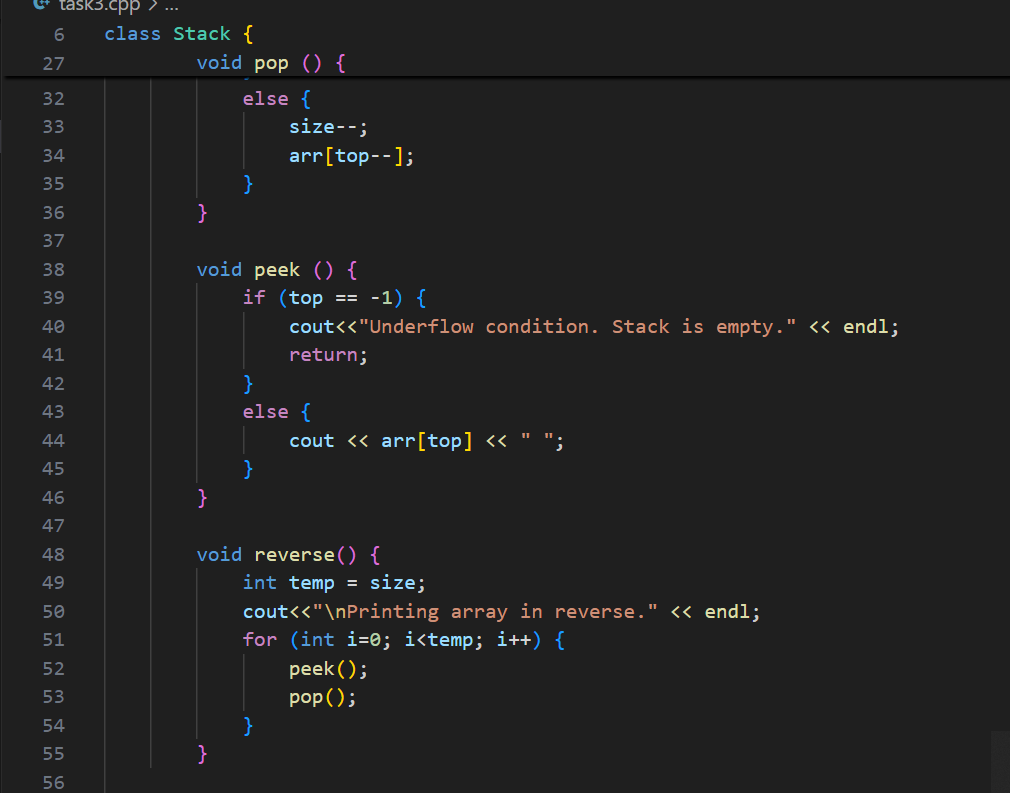 task3.cpp > ...
6 class Stack {
27 void pop () {
32 else {
33 size--;
34 arr[top--];
35 }
36 }
37
38 void peek () {
39 if (top == -1) {
40 cout<<"Underflow condition. Stack is empty." << endl;
41 return;
42 }
43 else {
44 cout << arr[top] << " ";
45 }
46 }
47
48 void reverse() {
49 int temp = size;
50 cout<<"\nPrinting array in reverse." << endl;
51 for (int i=0; i<temp; i++) {
52 peek();
53 pop();
54 }
55 }
56